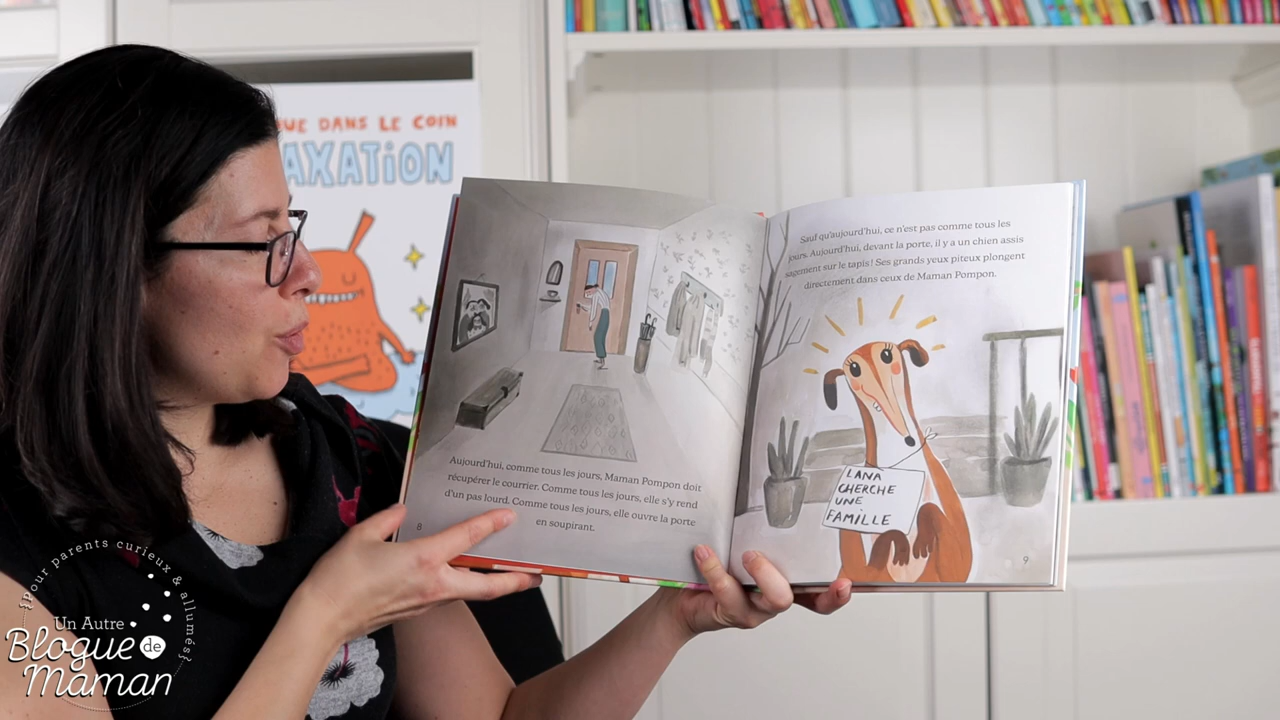 UE DANS LE COIN
AXATION
Aujourd'hui, comme tous les jours, Maman Pompon doit
récupérer le courrier. Comme tous les jours, elle s'y rend
d'un pas lourd. Comme tous les jours, elle ouvre la porte
en soupirant.
8
Sauf qu'aujourd'hui, ce n'est pas comme tous les
jours. Aujourd'hui, devant la porte, il y a un chien assis
sagement sur le tapis! Ses grands yeux piteux plongent
directement dans ceux de Maman Pompon.
LANA
CHERCHE
UNE
FAMILLE
9
{Pour parents curieux & allumés}
Un Autre
Blogue de
Maman